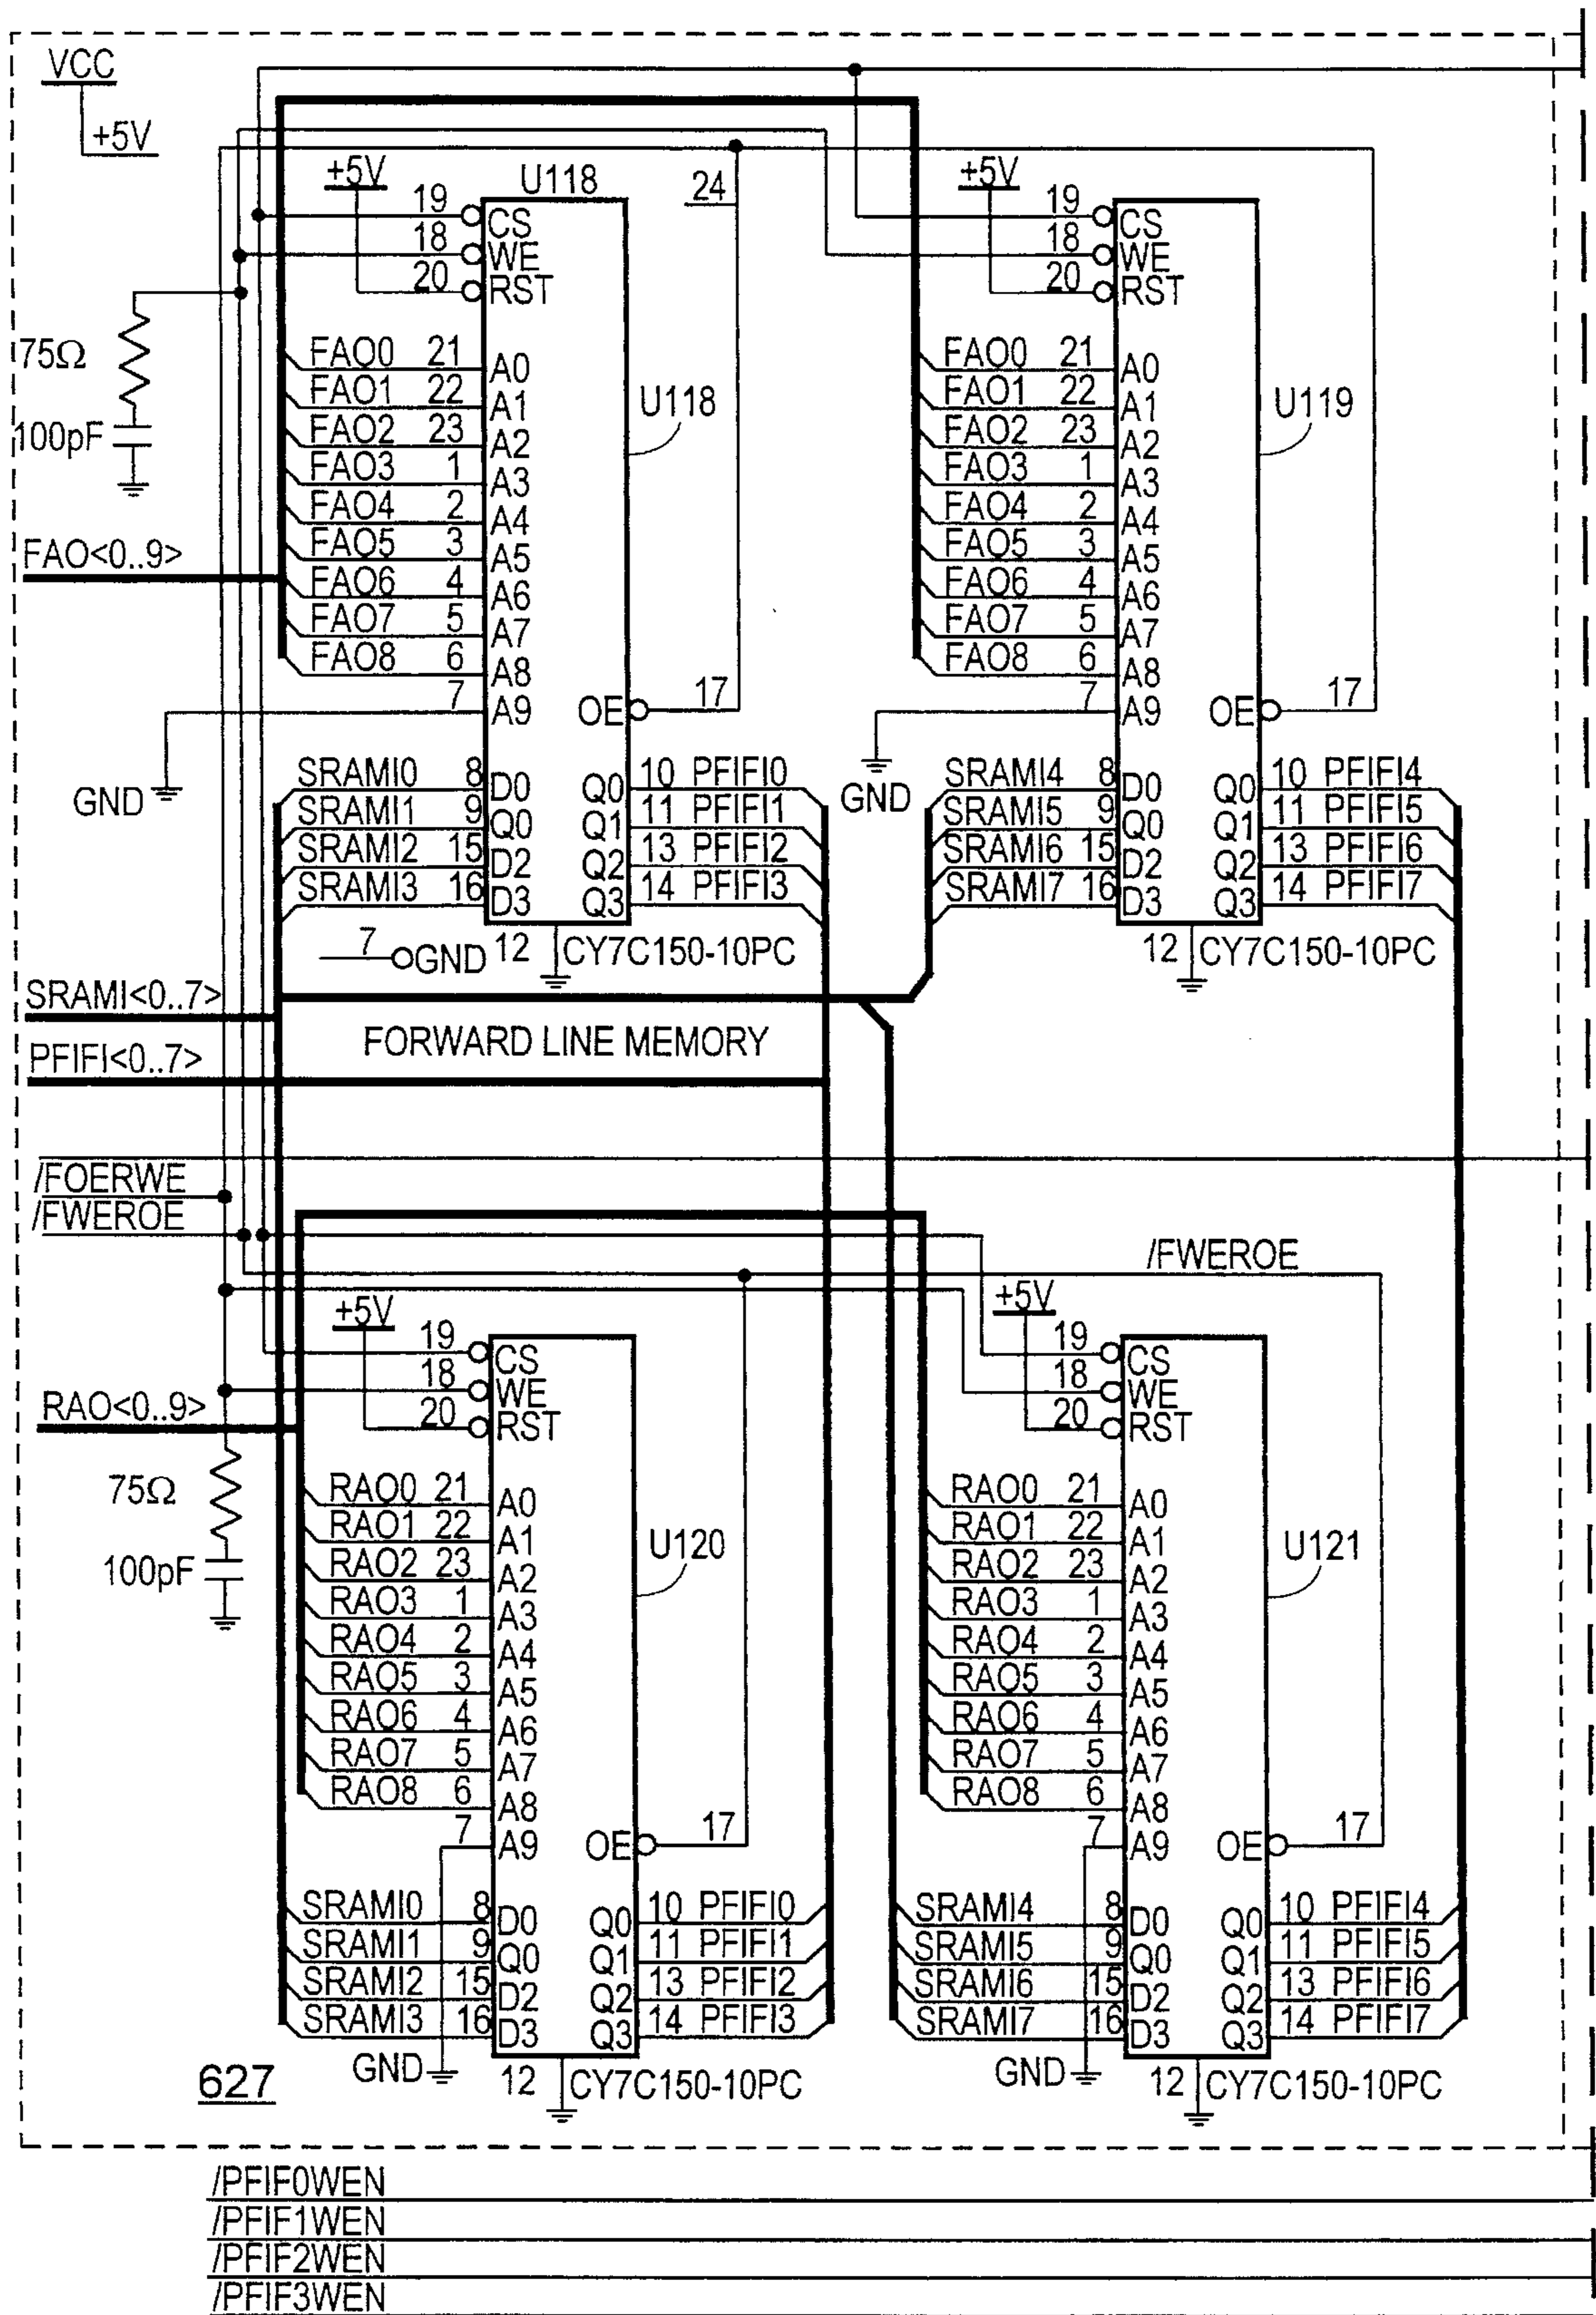 VCC
+5V
+5V
U118
24
+5V
19
CS
18
WE
20
RST
19
CS
18
WE
20
RST
75Ω
100pF
FAO0 21 A0
FAO1 22 A1
FAO2 23 A2
FAO3 1 A3
FAO4 2 A4
FAO5 3 A5
FAO6 4 A6
FAO7 5 A7
FAO8 6 A8
7 A9
OE 17
U118
FAO0 21 A0
FAO1 22 A1
FAO2 23 A2
FAO3 1 A3
FAO4 2 A4
FAO5 3 A5
FAO6 4 A6
FAO7 5 A7
FAO8 6 A8
7 A9
OE 17
U119
FAO<0..9>
GND
GND
SRAMI0 8 D0 Q0 10 PFIFI0
SRAMI1 9 Q0 Q1 11 PFIFI1
SRAMI2 15 D2 Q2 13 PFIFI2
SRAMI3 16 D3 Q3 14 PFIFI3
SRAMI4 8 D0 Q0 10 PFIFI4
SRAMI5 9 Q0 Q1 11 PFIFI5
SRAMI6 15 D2 Q2 13 PFIFI6
SRAMI7 16 D3 Q3 14 PFIFI7
7 GND
12 CY7C150-10PC
12 CY7C150-10PC
SRAMI<0..7>
FORWARD LINE MEMORY
PFIFI<0..7>
/FOERWE
/FWEROE
/FWEROE
+5V
+5V
19
CS
18
WE
20
RST
19
CS
18
WE
20
RST
RAO<0..9>
75Ω
100pF
RAO0 21 A0
RAO1 22 A1
RAO2 23 A2
RAO3 1 A3
RAO4 2 A4
RAO5 3 A5
RAO6 4 A6
RAO7 5 A7
RAO8 6 A8
7 A9
OE 17
U120
RAO0 21 A0
RAO1 22 A1
RAO2 23 A2
RAO3 1 A3
RAO4 2 A4
RAO5 3 A5
RAO6 4 A6
RAO7 5 A7
RAO8 6 A8
7 A9
OE 17
U121
SRAMI0 8 D0 Q0 10 PFIFI0
SRAMI1 9 Q0 Q1 11 PFIFI1
SRAMI2 15 D2 Q2 13 PFIFI2
SRAMI3 16 D3 Q3 14 PFIFI3
SRAMI4 8 D0 Q0 10 PFIFI4
SRAMI5 9 Q0 Q1 11 PFIFI5
SRAMI6 15 D2 Q2 13 PFIFI6
SRAMI7 16 D3 Q3 14 PFIFI7
GND
12 CY7C150-10PC
GND
12 CY7C150-10PC
627
/PFIF0WEN
/PFIF1WEN
/PFIF2WEN
/PFIF3WEN